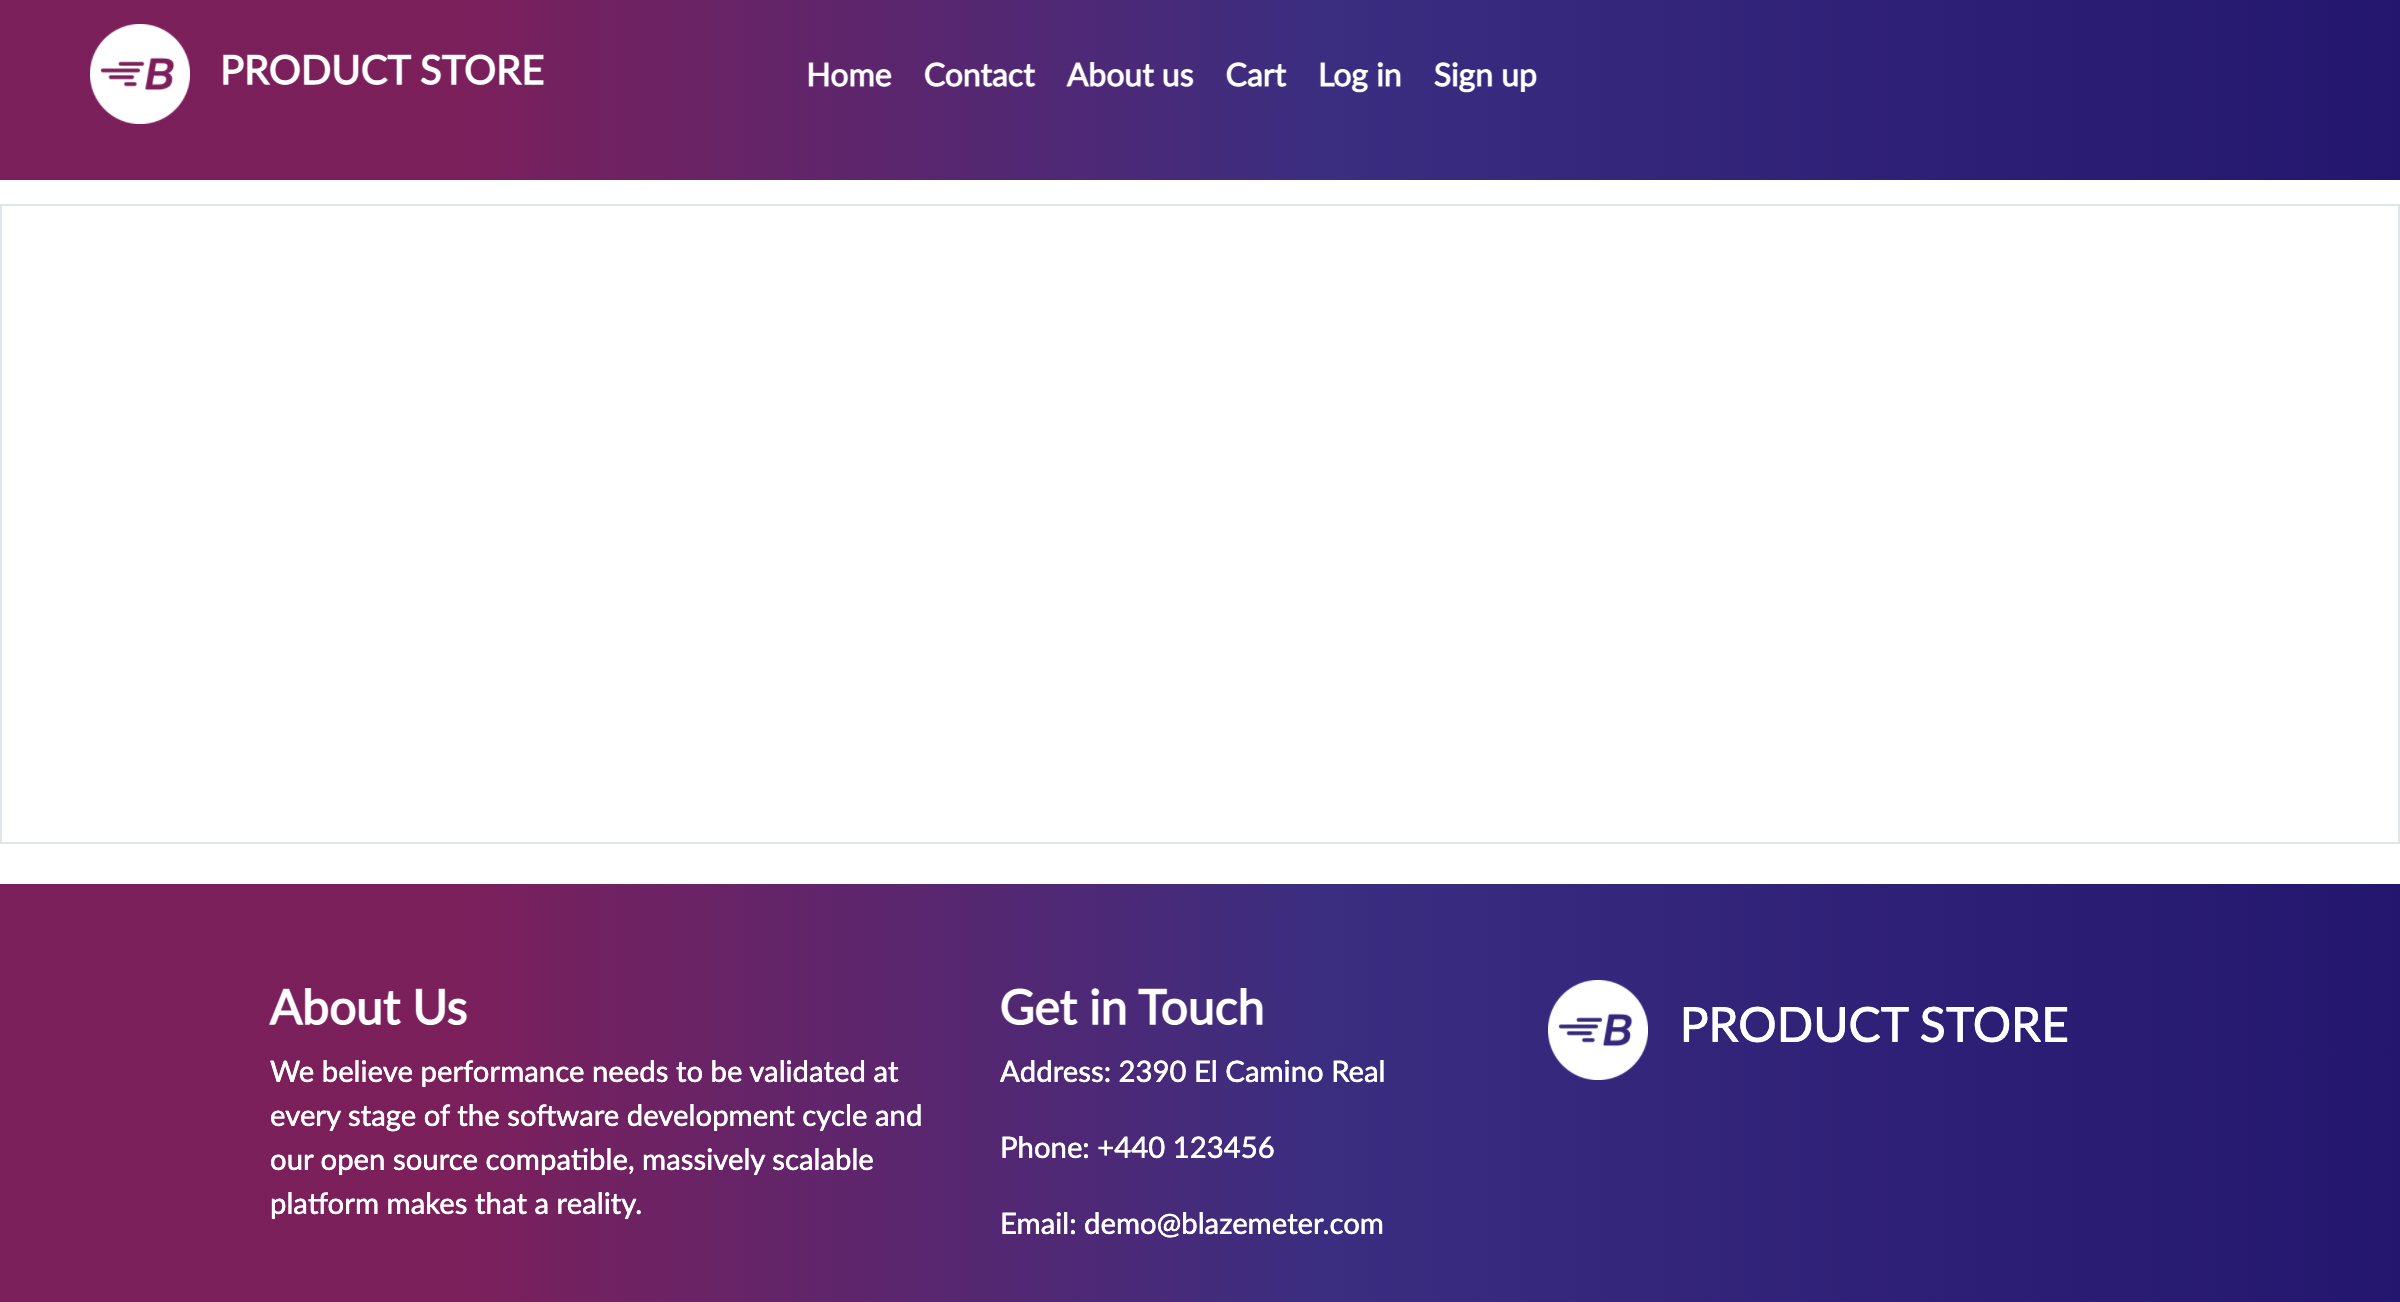 B PRODUCT STORE
Home Contact About us Cart Log in Sign up
About Us
We believe performance needs to be validated at
every stage of the software development cycle and
our open source compatible, massively scalable
platform makes that a reality.
Get in Touch
Address: 2390 El Camino Real
Phone: +440 123456
Email: demo@blazemeter.com
B PRODUCT STORE